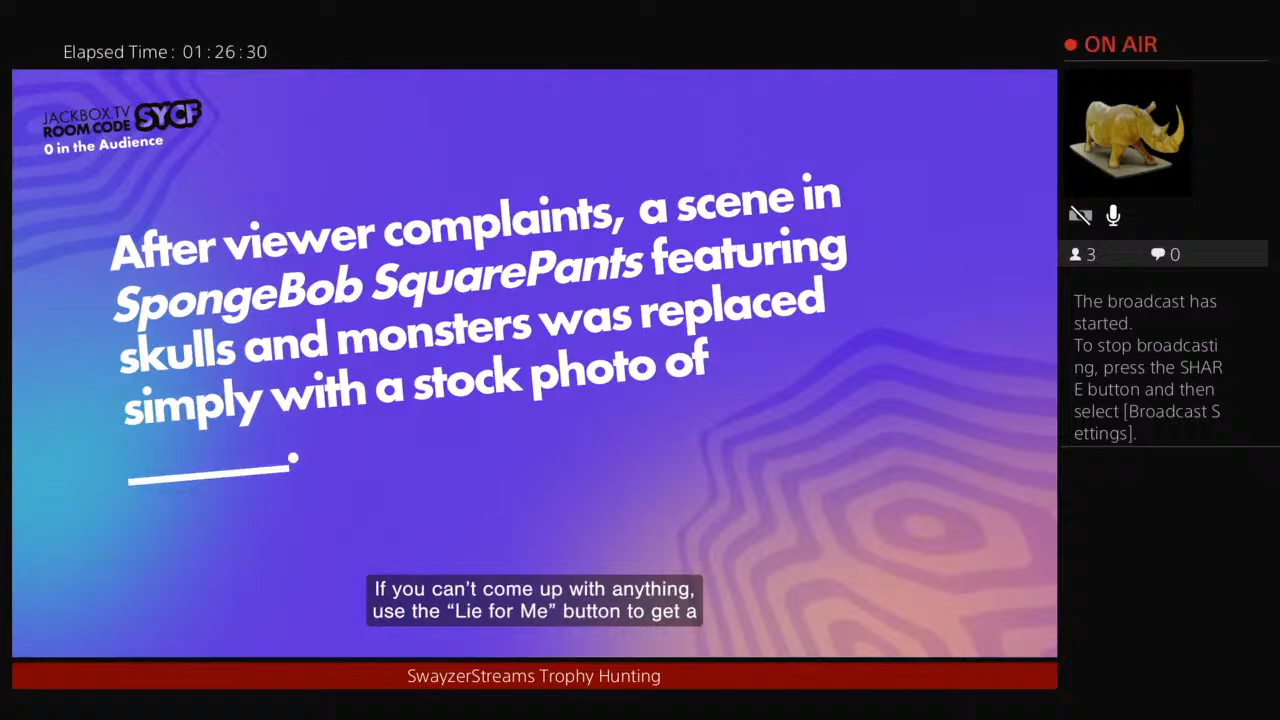 Elapsed Time: 01:26:30
ON AIR
JACKBOX.TV
ROOM CODE SYCF
0 in the Audience
After viewer complaints, a scene in
SpongeBob SquarePants featuring
skulls and monsters was replaced
simply with a stock photo of
_______.
If you can't come up with anything,
use the "Lie for Me" button to get a
3
0
The broadcast has
started.
To stop broadcasti
ng, press the SHAR
E button and then
select [Broadcast S
ettings].
SwayzerStreams Trophy Hunting